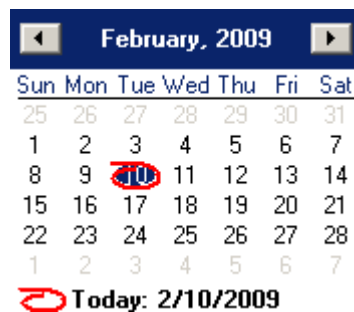 February, 2009
Sun Mon Tue Wed Thu Fri Sat
25 26 27 28 29 30 31
1 2 3 4 5 6 7
8 9 10 11 12 13 14
15 16 17 18 19 20 21
22 23 24 25 26 27 28
1 2 3 4 5 6 7
Today: 2/10/2009